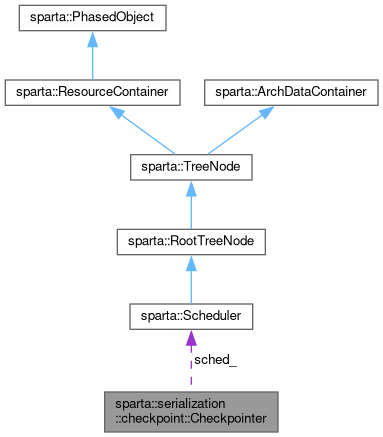 sparta::PhasedObject
sparta::ResourceContainer
sparta::ArchDataContainer
sparta::TreeNode
sparta::RootTreeNode
sparta::Scheduler
sched_
sparta::serialization
::checkpoint::Checkpointer